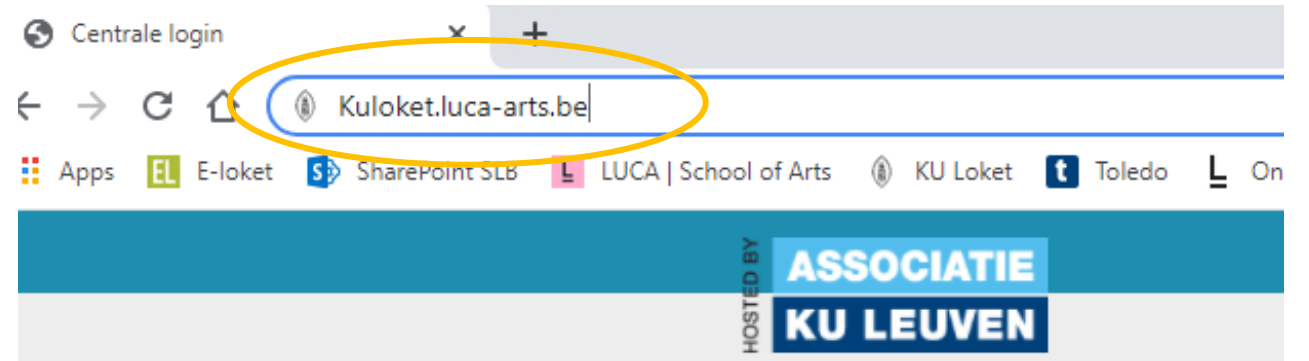 Centrale login
Kuloket.luca-arts.be
Apps EL E-loket S SharePoint SLB L LUCA | School of Arts KU Loket t Toledo L On
HOSTED BY
ASSOCIATIE
KU LEUVEN